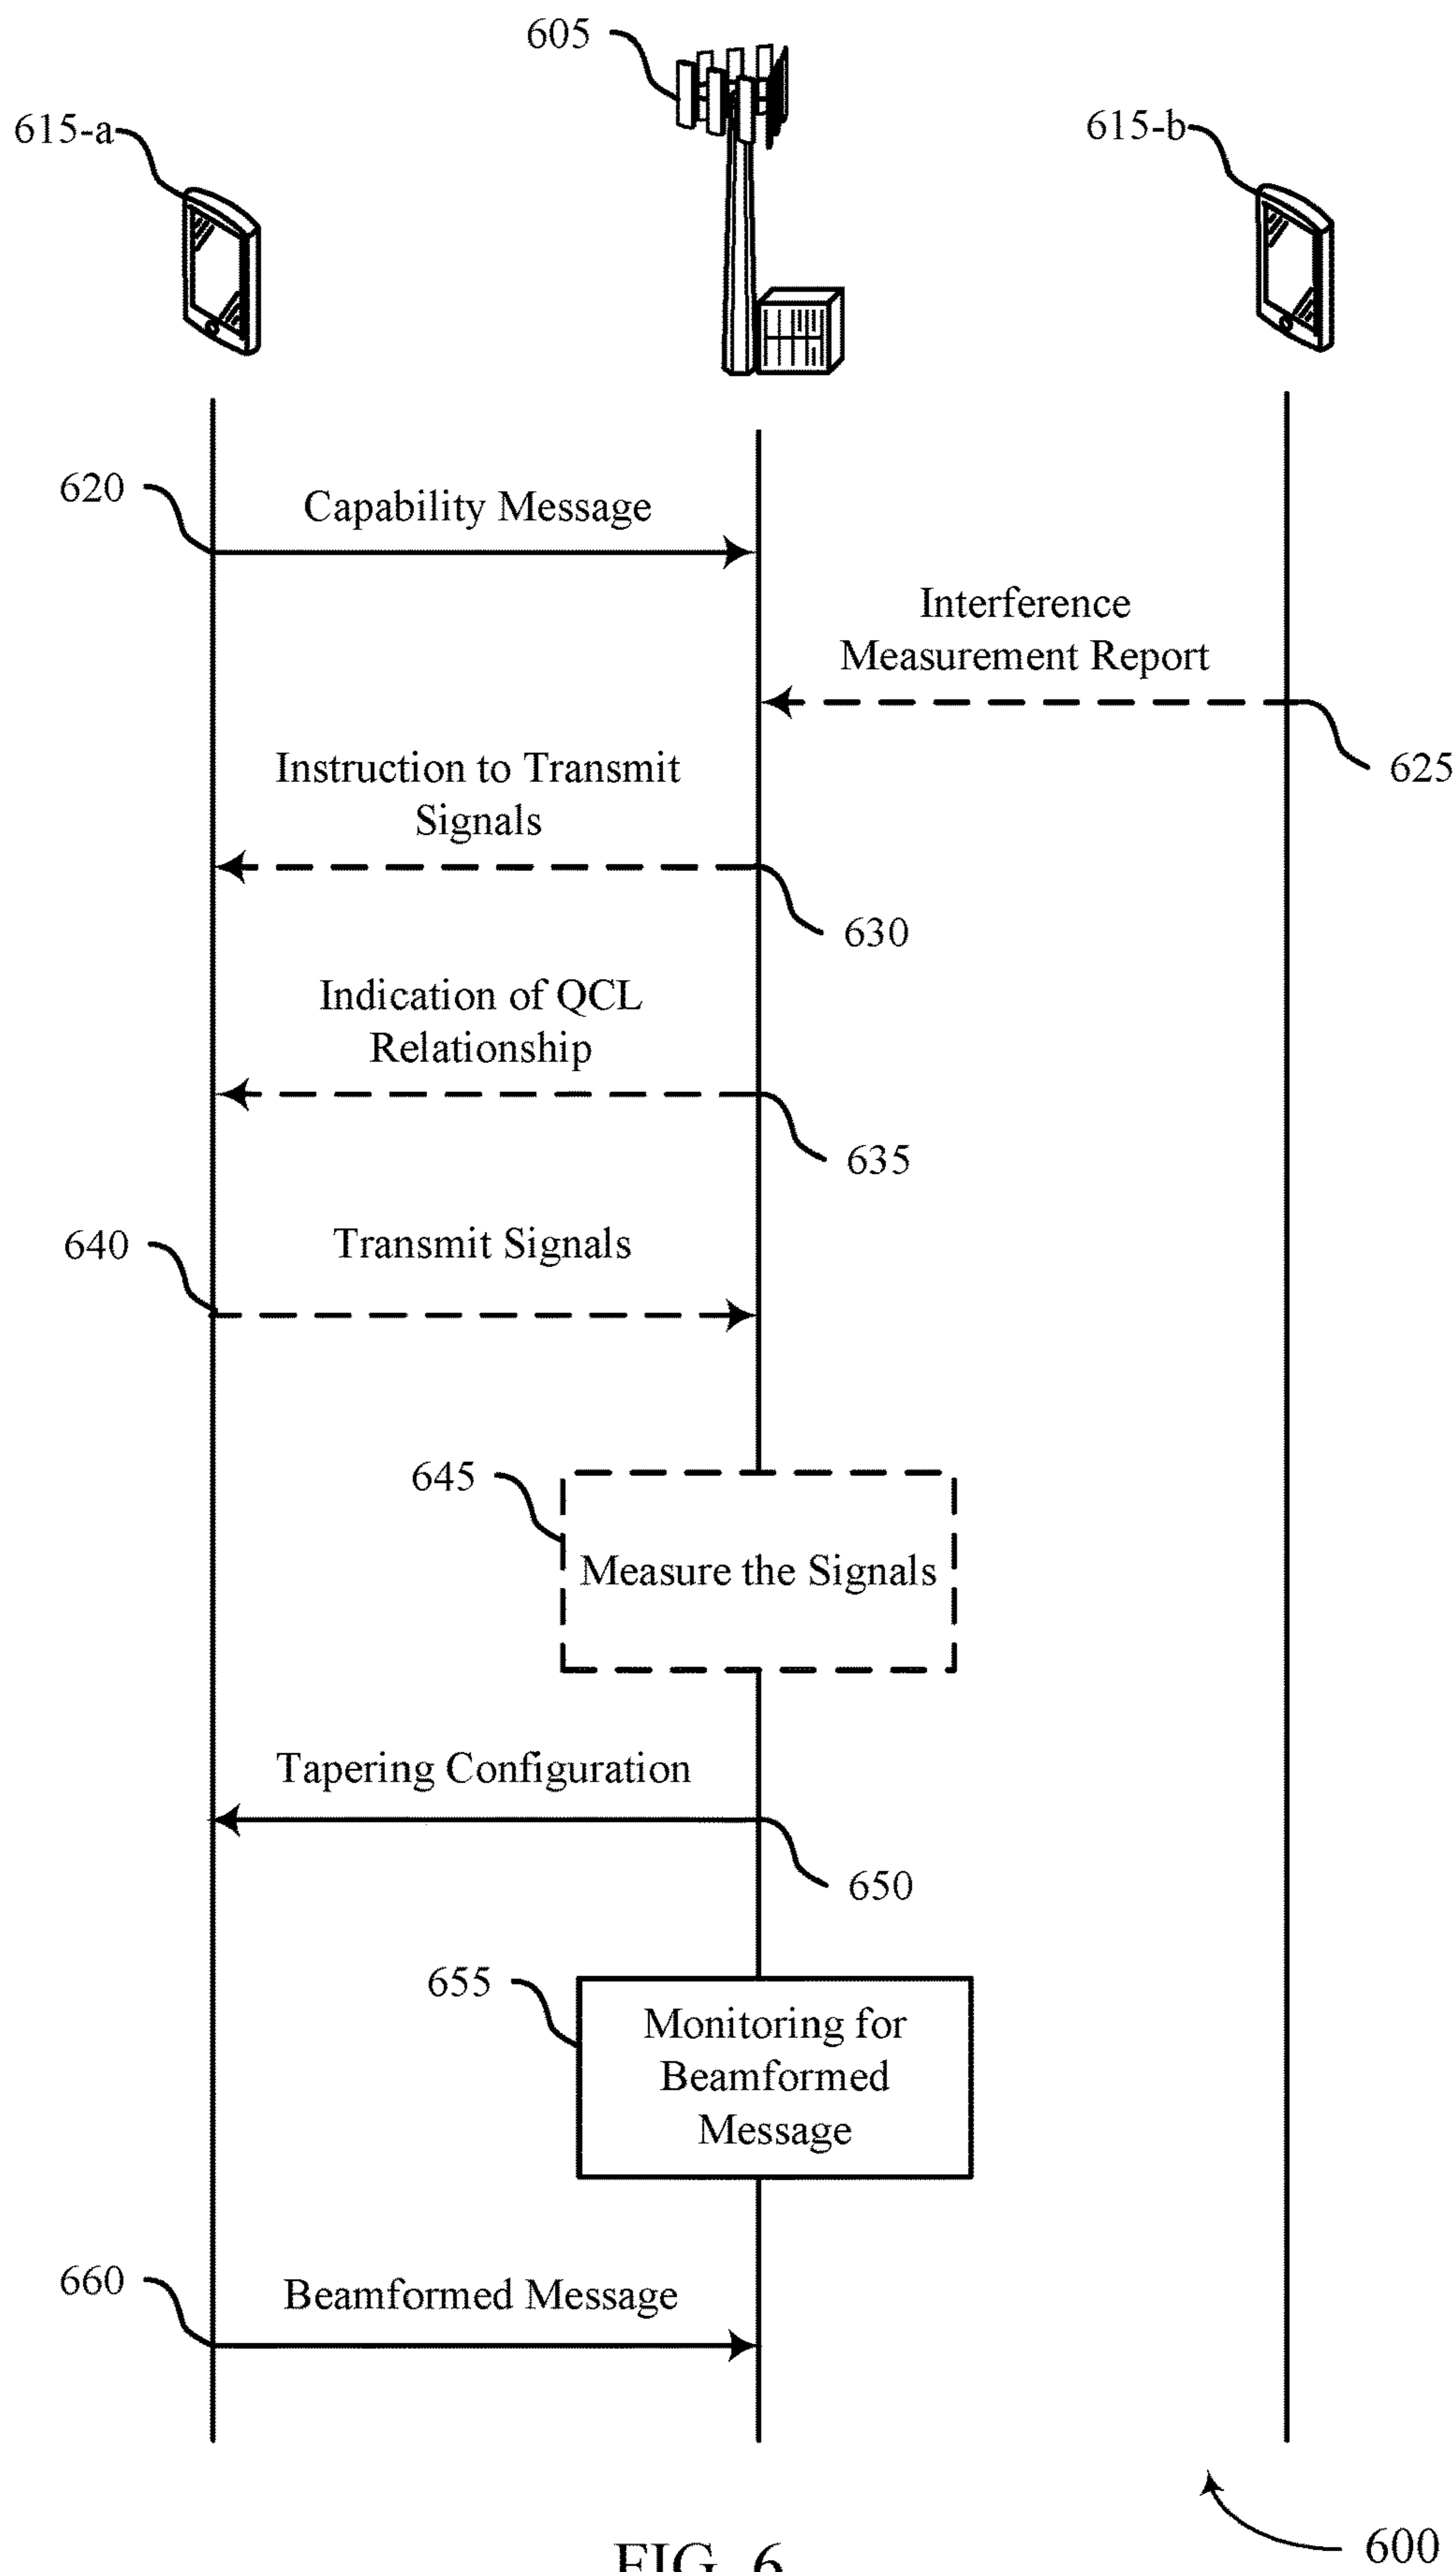 605
615-a
615-b
620
Capability Message
Interference
Measurement Report
625
Instruction to Transmit
Signals
630
Indication of QCL
Relationship
635
640
Transmit Signals
645
Measure the Signals
Tapering Configuration
650
655
Monitoring for
Beamformed
Message
660
Beamformed Message
600
FIG. 6